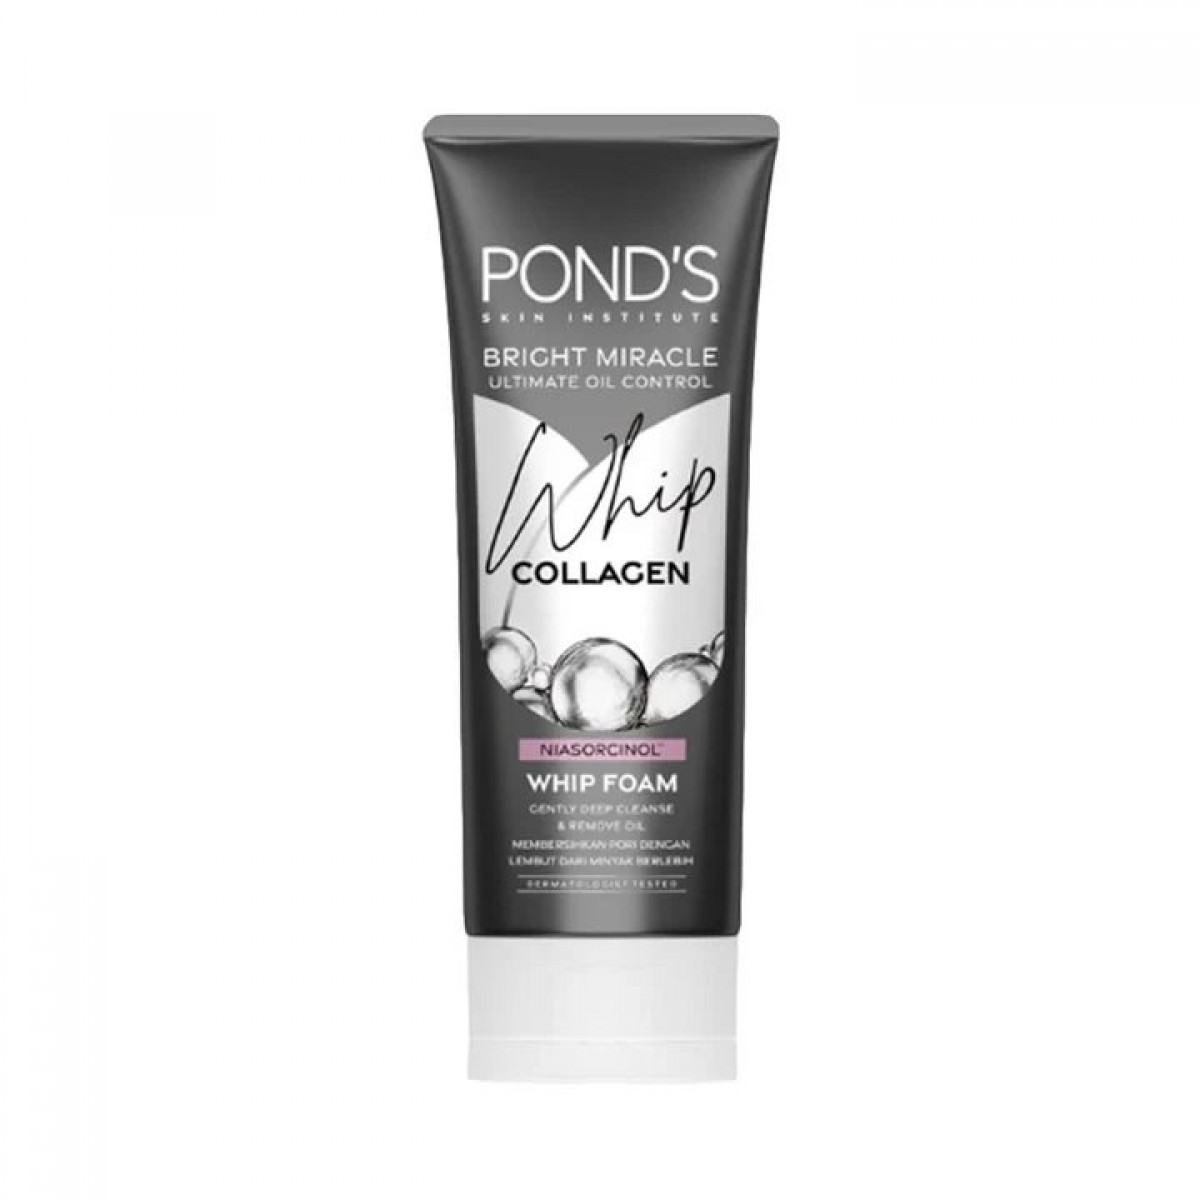 POND'S
SKIN INSTITUTE
BRIGHT MIRACLE
ULTIMATE OIL CONTROL
Whip
COLLAGEN
NIASORCINOL™
WHIP FOAM
GENTLY DEEP CLEANSE
& REMOVE OIL
MEMBERSIHKAN PORI DENGAN
LEMBUT DARI MINYAK BERLEBIH
DERMATOLOGIST TESTED